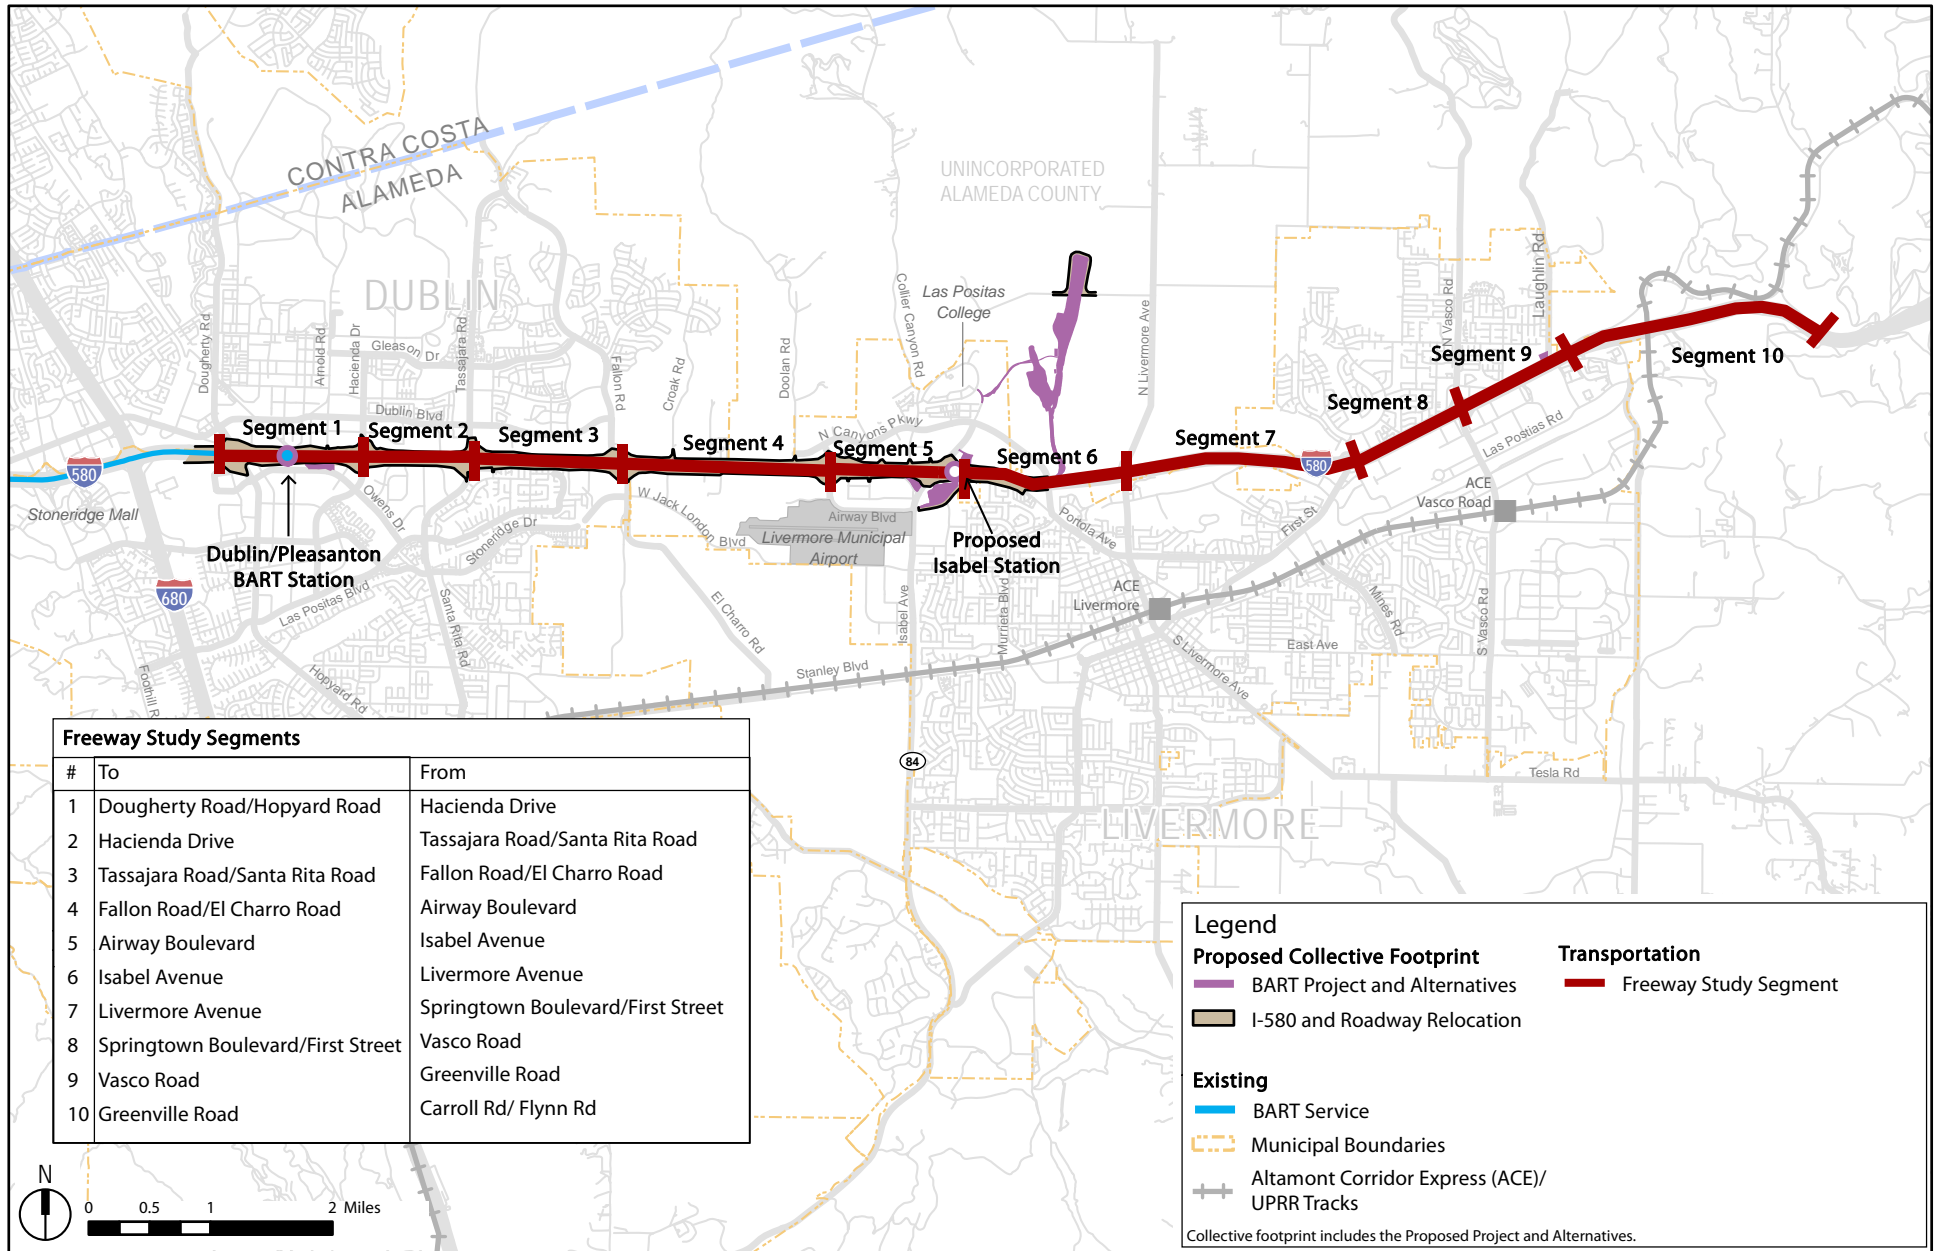 CONTRA COSTA
ALAMEDA
UNINCORPORATED
ALAMEDA COUNTY
DUBLIN
Las Positas
College
Collier Canyon Rd
N Livermore Ave
N Vasco Rd
Laughlin Rd
Dougherty Rd
Arnold Rd
Hacienda Dr
Gleason Dr
Tassajara Rd
Fallon Rd
Croak Rd
Doolan Rd
Dublin Blvd
N Canyons Pkwy
Segment 1
Segment 2
Segment 3
Segment 4
Segment 5
Segment 6
Segment 7
Segment 8
Segment 9
Segment 10
580
580
680
Stoneridge Mall
Owens Dr
Stoneridge Dr
W Jack London
Blvd
Airway Blvd
Livermore Municipal
Airport
Dublin/Pleasanton
BART Station
Proposed
Isabel Station
Portola Ave
First St
Las Postias Rd
ACE
Vasco Road
ACE
Livermore
Las Positas Blvd
Santa Rita Rd
Hopyard Rd
Foothill R
El Charro Rd
Stanley Blvd
Isabel Ave
Murrieta Blvd
S Livermore Ave
East Ave
Mines Rd
S Vasco Rd
Tesla Rd
84
LIVERMORE
Freeway Study Segments
# To From
1 Dougherty Road/Hopyard Road Hacienda Drive
2 Hacienda Drive Tassajara Road/Santa Rita Road
3 Tassajara Road/Santa Rita Road Fallon Road/El Charro Road
4 Fallon Road/El Charro Road Airway Boulevard
5 Airway Boulevard Isabel Avenue
6 Isabel Avenue Livermore Avenue
7 Livermore Avenue Springtown Boulevard/First Street
8 Springtown Boulevard/First Street Vasco Road
9 Vasco Road Greenville Road
10 Greenville Road Carroll Rd/ Flynn Rd
N
0 0.5 1 2 Miles
Legend
Proposed Collective Footprint
BART Project and Alternatives
I-580 and Roadway Relocation
Transportation
Freeway Study Segment
Existing
BART Service
Municipal Boundaries
Altamont Corridor Express (ACE)/
UPRR Tracks
Collective footprint includes the Proposed Project and Alternatives.